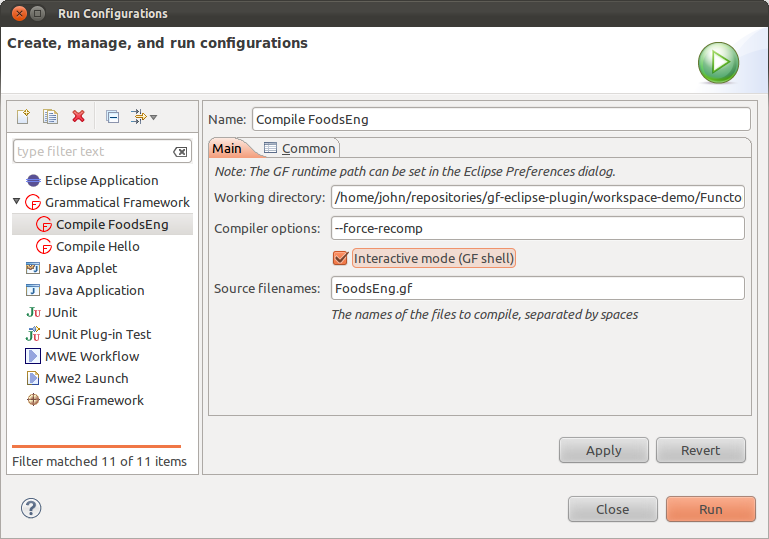 Run Configurations
Create, manage, and run configurations
type filter text
Eclipse Application
Grammatical Framework
Compile FoodsEng
Compile Hello
Java Applet
Java Application
JUnit
JUnit Plug-in Test
MWE Workflow
Mwe2 Launch
OSGi Framework
Filter matched 11 of 11 items
Name: Compile FoodsEng
Main Common
Note: The GF runtime path can be set in the Eclipse Preferences dialog.
Working directory: /home/john/repositories/gf-eclipse-plugin/workspace-demo/Functo
Compiler options: --force-recomp
Interactive mode (GF shell)
Source filenames: FoodsEng.gf
The names of the files to compile, separated by spaces
Apply Revert
Close Run